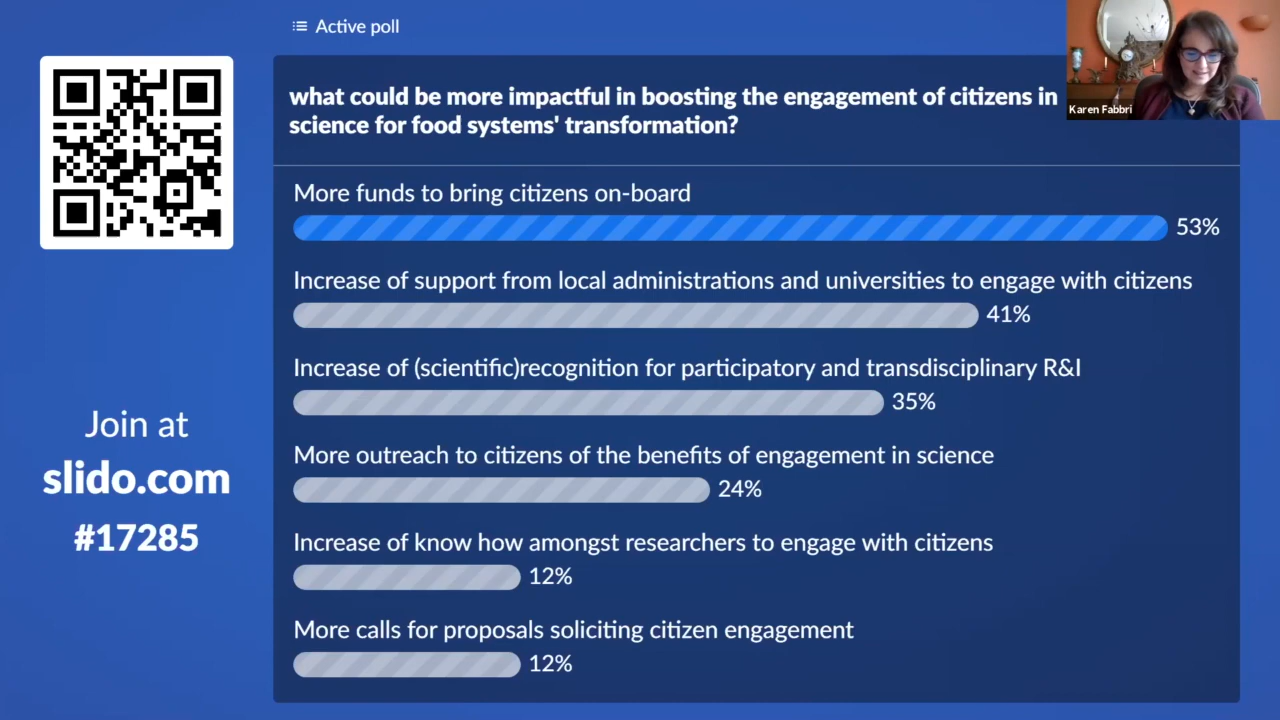 Active poll
Karen Fabbri
what could be more impactful in boosting the engagement of citizens in
science for food systems' transformation?
More funds to bring citizens on-board
53%
Increase of support from local administrations and universities to engage with citizens
41%
Increase of (scientific)recognition for participatory and transdisciplinary R&I
35%
More outreach to citizens of the benefits of engagement in science
24%
Increase of know how amongst researchers to engage with citizens
12%
More calls for proposals soliciting citizen engagement
12%
Join at
slido.com
#17285